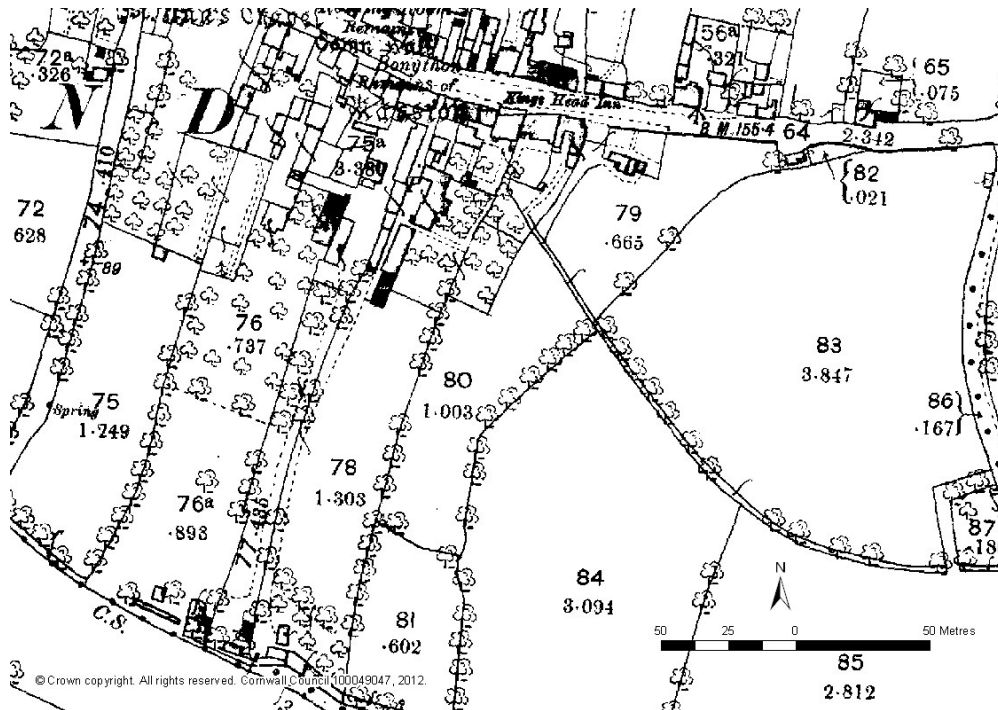 72ᵃ
·326
N D
Remains
Bonython
Remains of
75ᵃ
Kings Head Inn
56ᵃ
·321
65
·075
B.M. 155·4
64
2·342
82
·021
72
628
74
·410
79
·665
·89
76
·737
80
1·003
83
3·847
86
·167
Spring
75
1·249
78
1·303
76ᵃ
·893
77
87
·18
84
3·094
81
·602
C.S.
N
50 25 0 50 Metres
85
2·812
© Crown copyright. All rights reserved. Cornwall Council 100049047, 2012.